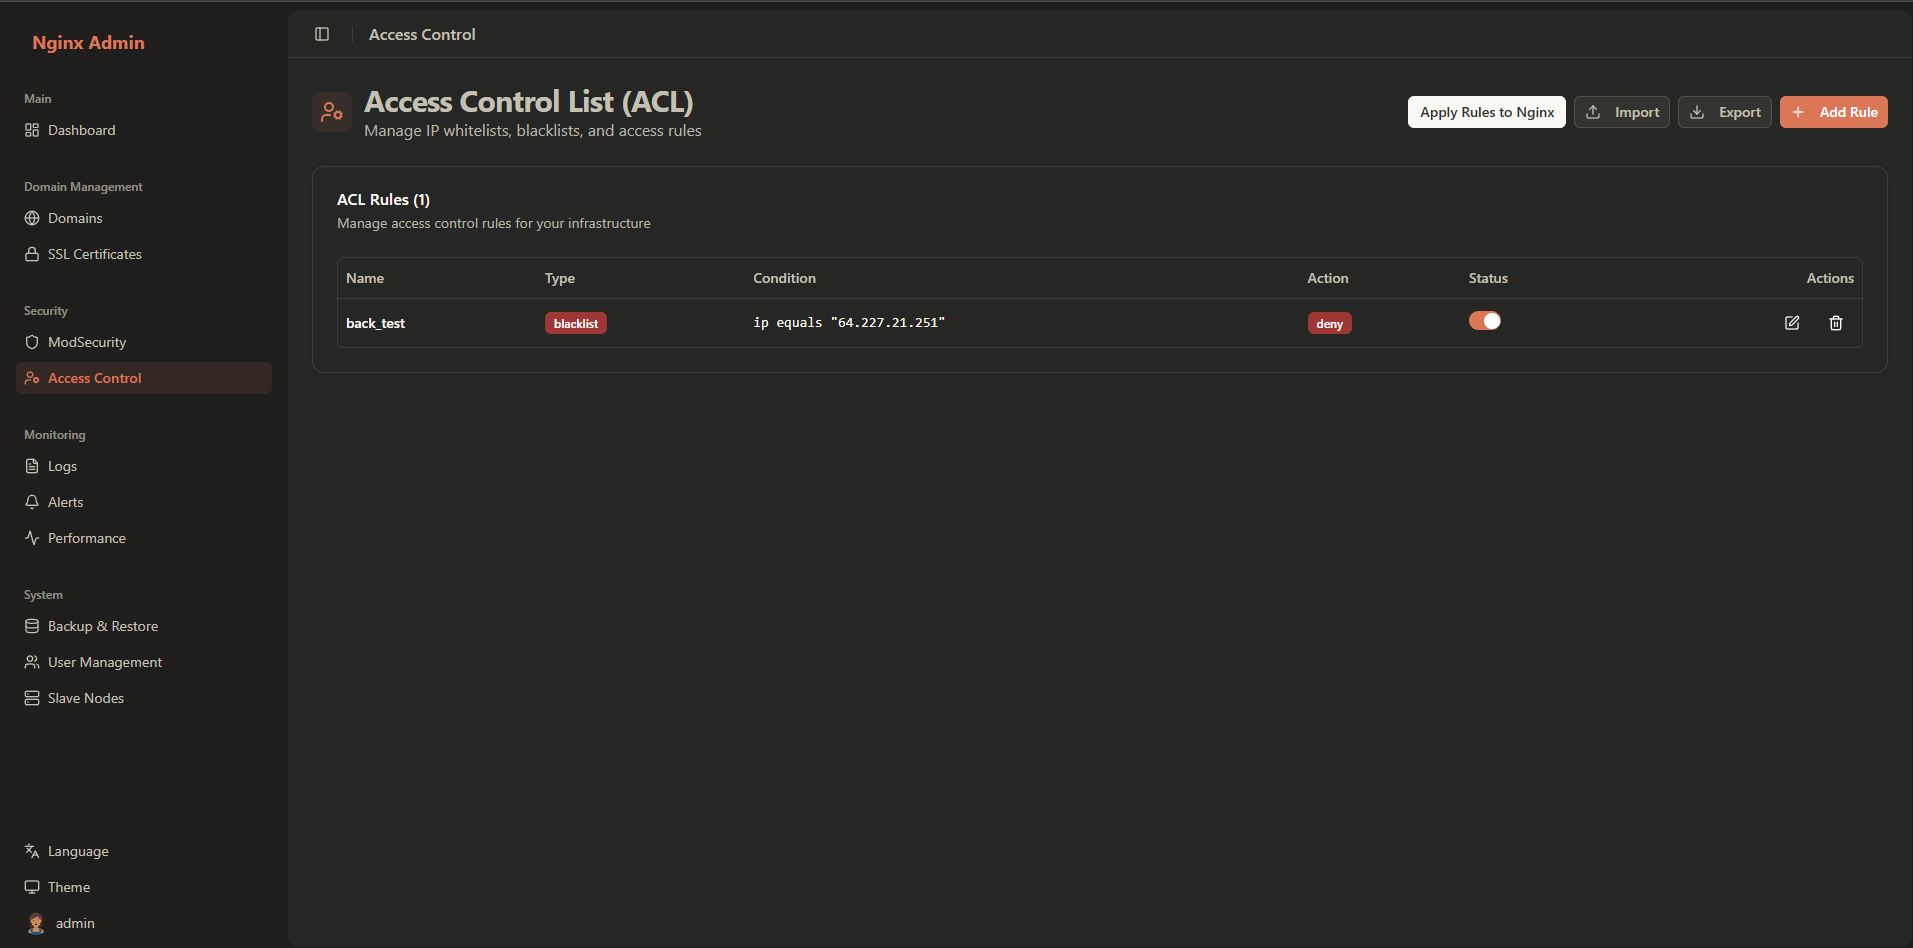 Nginx Admin
Main
Dashboard
Domain Management
Domains
SSL Certificates
Security
ModSecurity
Access Control
Monitoring
Logs
Alerts
Performance
System
Backup & Restore
User Management
Slave Nodes
Language
Theme
admin
Access Control
Access Control List (ACL)
Manage IP whitelists, blacklists, and access rules
Apply Rules to Nginx Import Export Add Rule
ACL Rules (1)
Manage access control rules for your infrastructure
Name Type Condition Action Status Actions
back_test blacklist ip equals "64.227.21.251" deny